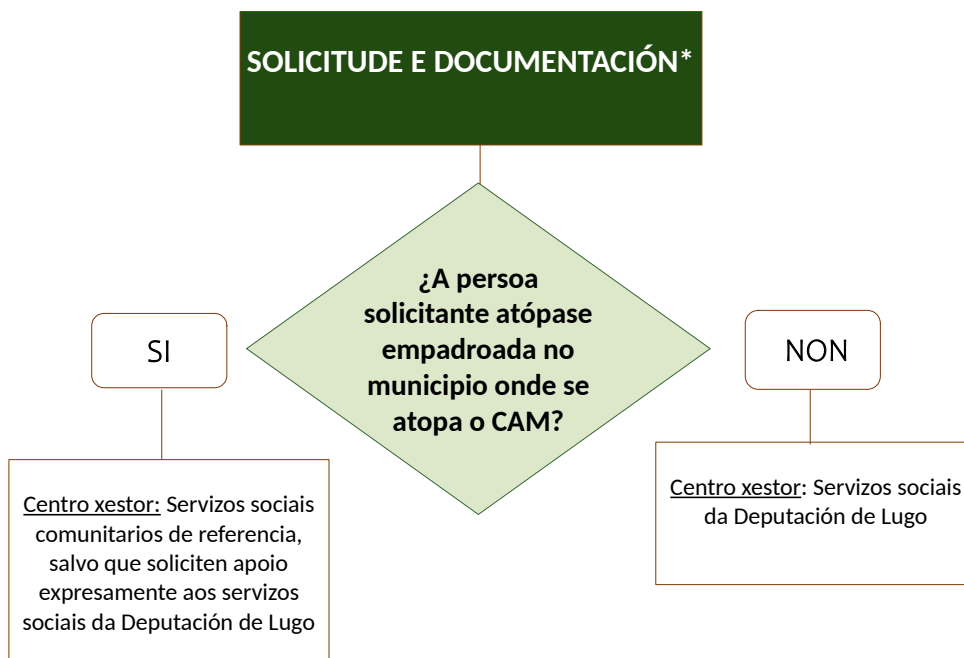 SOLICITUDE E DOCUMENTACIÓN*
¿A persoa
solicitante atópase
empadroada no
municipio onde se
atopa o CAM?
SI
NON
Centro xestor: Servizos sociais
comunitarios de referencia,
salvo que soliciten apoio
expresamente aos servizos
sociais da Deputación de Lugo
Centro xestor: Servizos sociais
da Deputación de Lugo